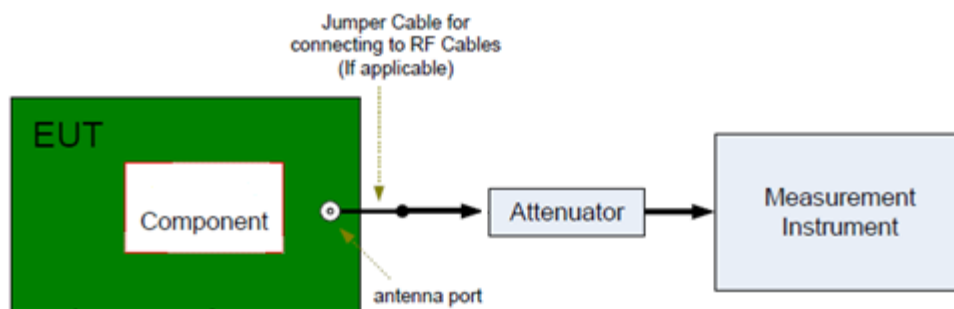 Jumper Cable for
connecting to RF Cables
(If applicable)
EUT
Component
Attenuator
Measurement
Instrument
antenna port